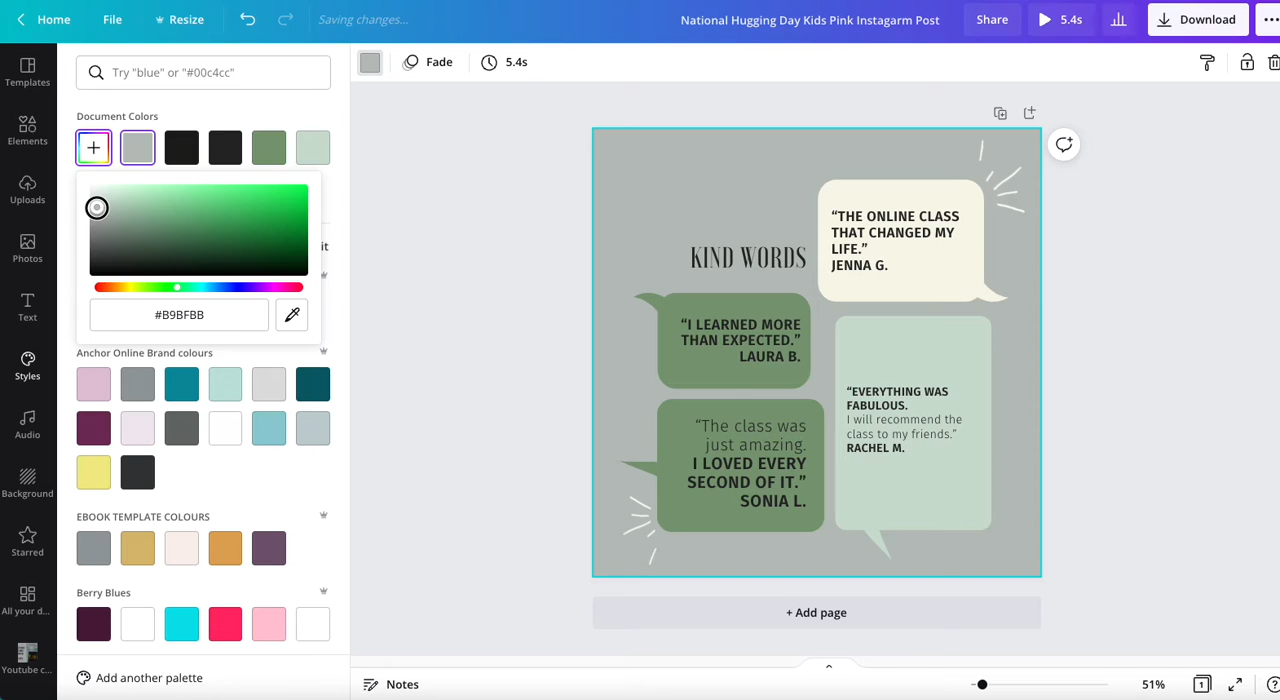 Home
File
Resize
Saving changes...
National Hugging Day Kids Pink Instagarm Post
Share
5.4s
Download
Templates
Elements
Uploads
Photos
Text
Styles
Audio
Background
Starred
All your d...
Youtube c...
Try "blue" or "#00c4cc"
Document Colors
it
#B9BFBB
Anchor Online Brand colours
EBOOK TEMPLATE COLOURS
Berry Blues
Add another palette
Fade
5.4s
KIND WORDS
“THE ONLINE CLASS
THAT CHANGED MY
LIFE.”
JENNA G.
“I LEARNED MORE
THAN EXPECTED.”
LAURA B.
“The class was
just amazing.
I LOVED EVERY
SECOND OF IT.”
SONIA L.
“EVERYTHING WAS
FABULOUS.
I will recommend the
class to my friends.”
RACHEL M.
+ Add page
Notes
51%
1